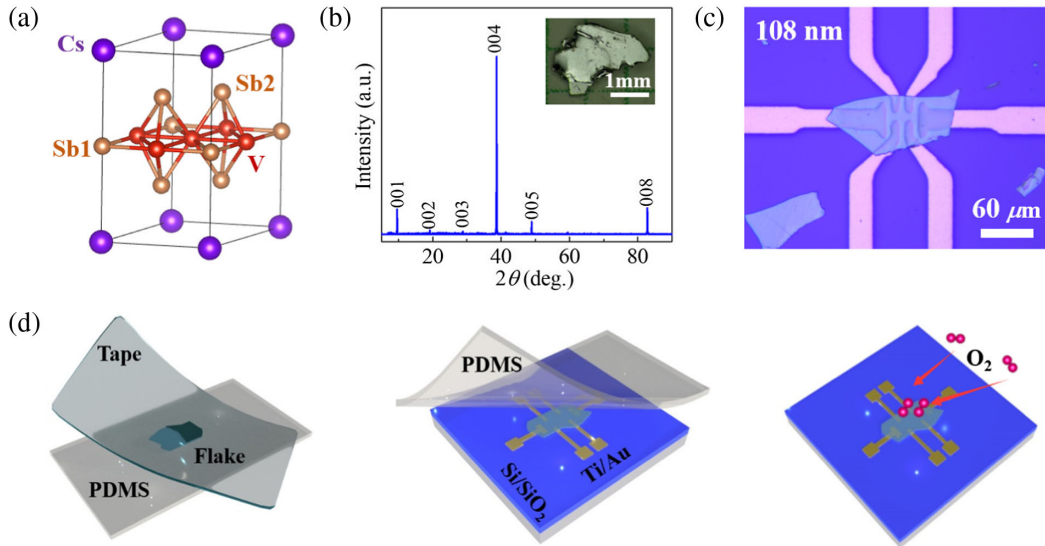 (a)
Cs
Sb2
Sb1
V
(b)
Intensity (a.u.)
001
002
003
004
005
008
1mm
20
40
60
80
2θ (deg.)
(c)
108 nm
60 μm
(d)
Tape
Flake
PDMS
PDMS
Si/SiO₂
Ti/Au
O₂